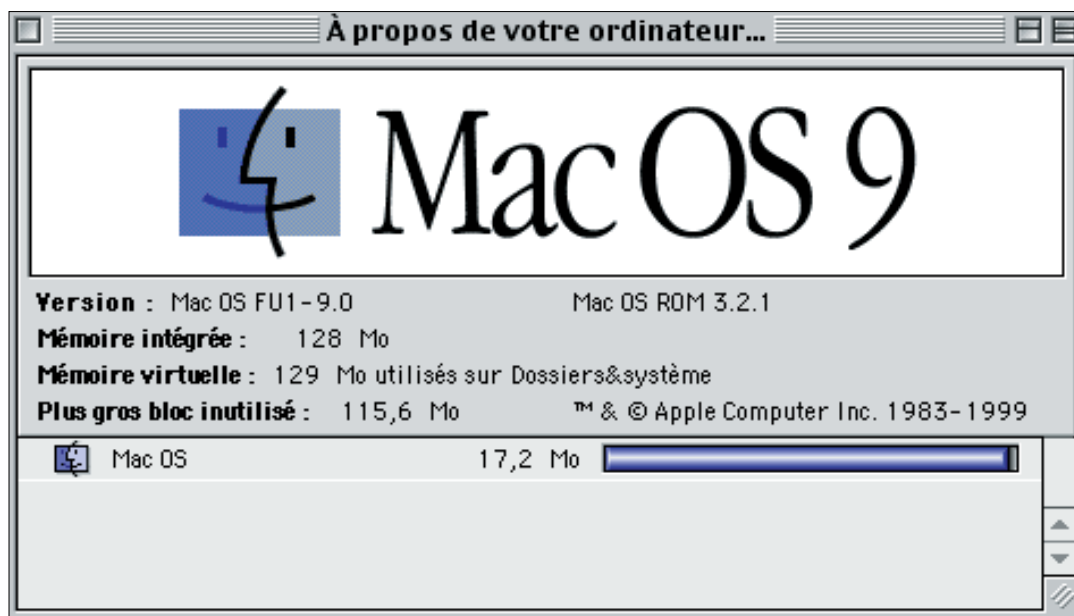 À propos de votre ordinateur...
Mac OS 9
Version : Mac OS FU1-9.0 Mac OS ROM 3.2.1
Mémoire intégrée : 128 Mo
Mémoire virtuelle : 129 Mo utilisés sur Dossiers&système
Plus gros bloc inutilisé : 115,6 Mo ™ & © Apple Computer Inc. 1983-1999
Mac OS 17,2 Mo